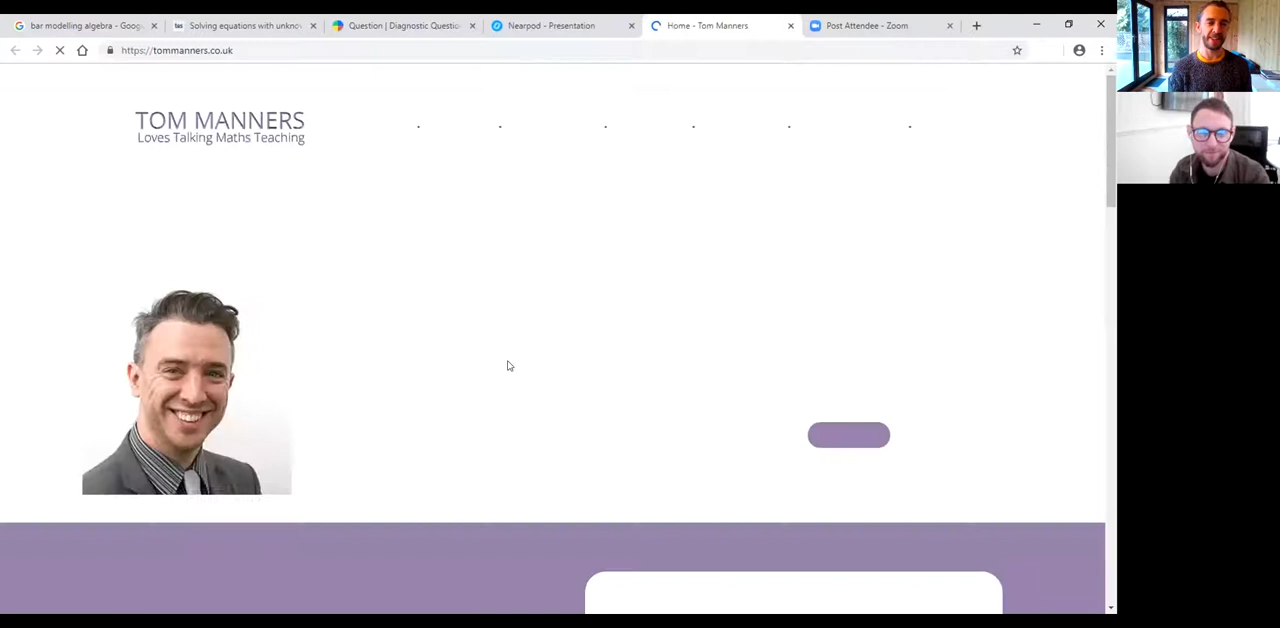 bar modelling algebra - Goog
Solving equations with unknov
Question | Diagnostic Questio
Nearpod - Presentation
Home - Tom Manners
Post Attendee - Zoom
https://tommanners.co.uk
TOM MANNERS
Loves Talking Maths Teaching